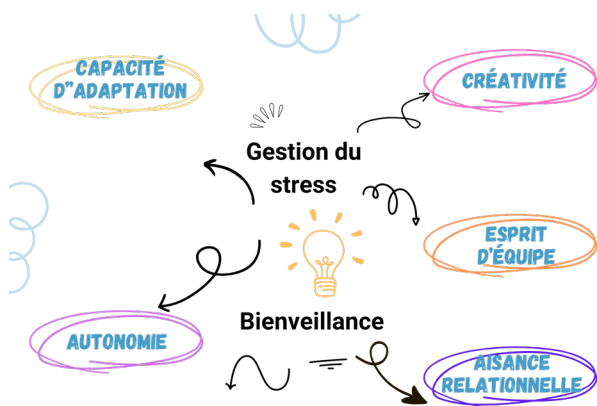 CAPACITÉ
D"ADAPTATION
CRÉATIVITÉ
Gestion du
stress
ESPRIT
D'ÉQUIPE
Bienveillance
AUTONOMIE
AISANCE
RELATIONNELLE